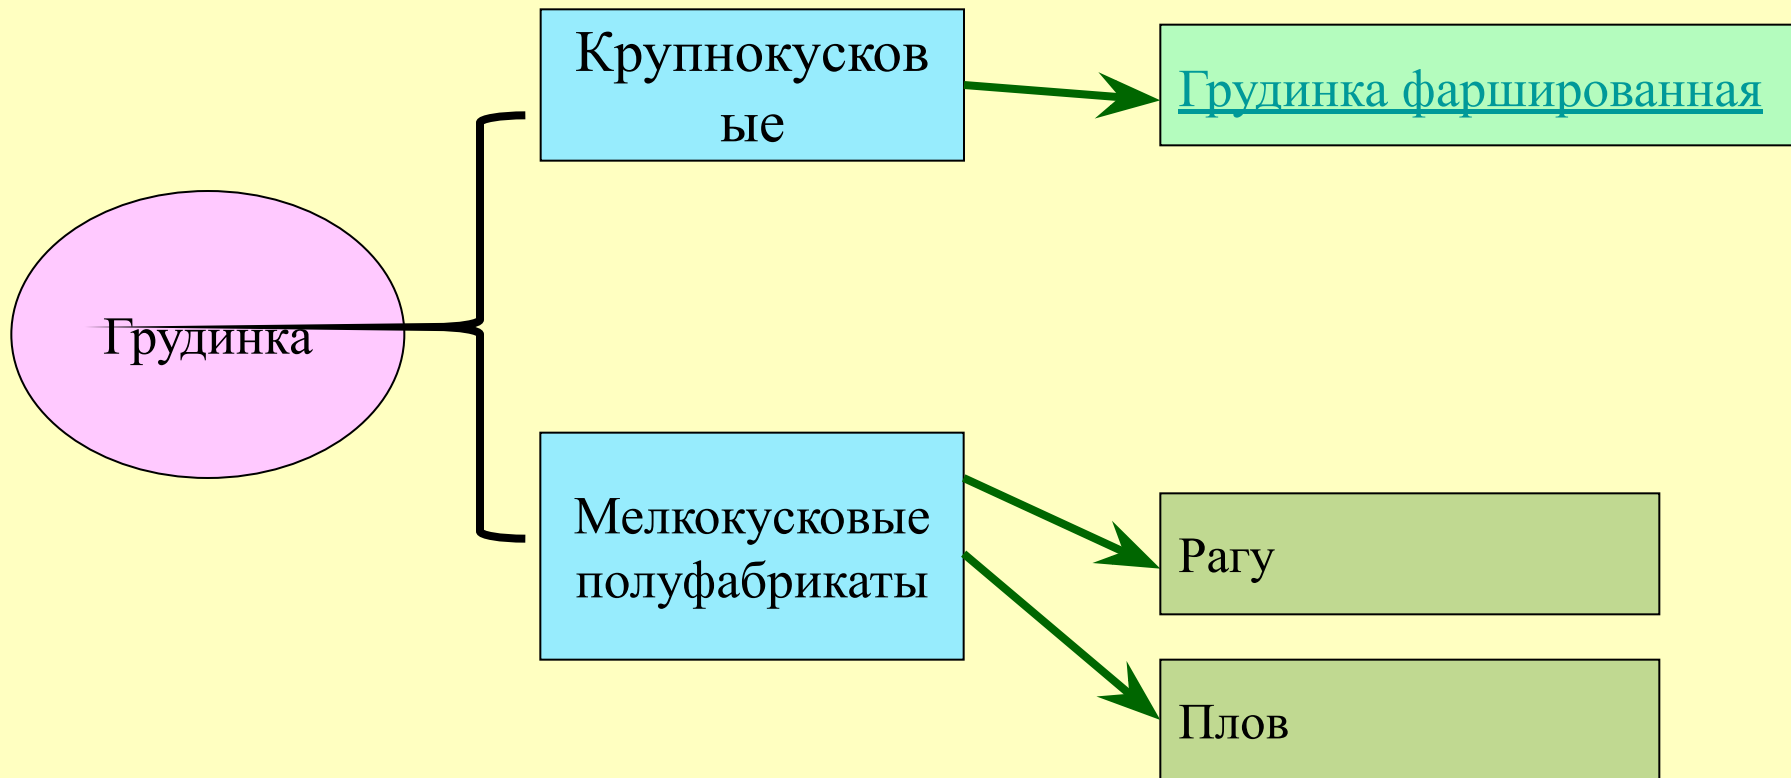 Крупнокусков
ые
Грудинка фаршированная
Грудинка
Мелкокусковые
полуфабрикаты
Рагу
Плов